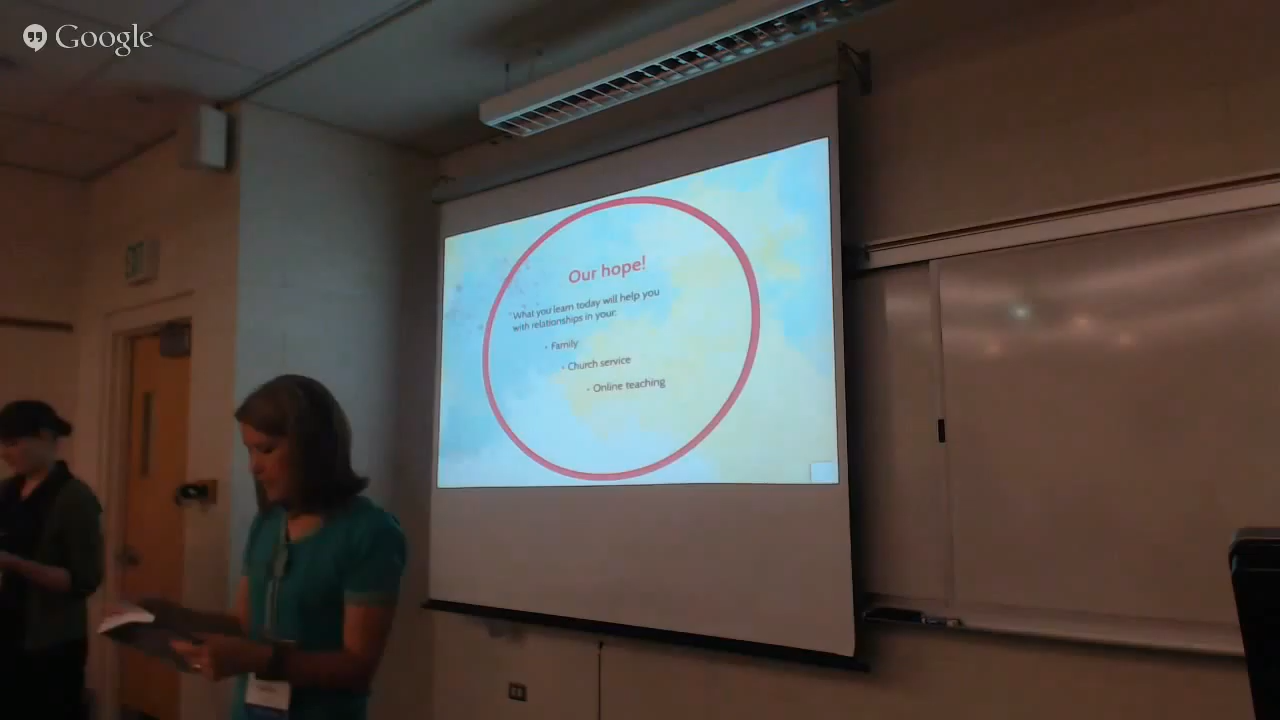 Google
Our hope!
What you learn today will help you
with relationships in your:
- Family
- Church service
- Online teaching